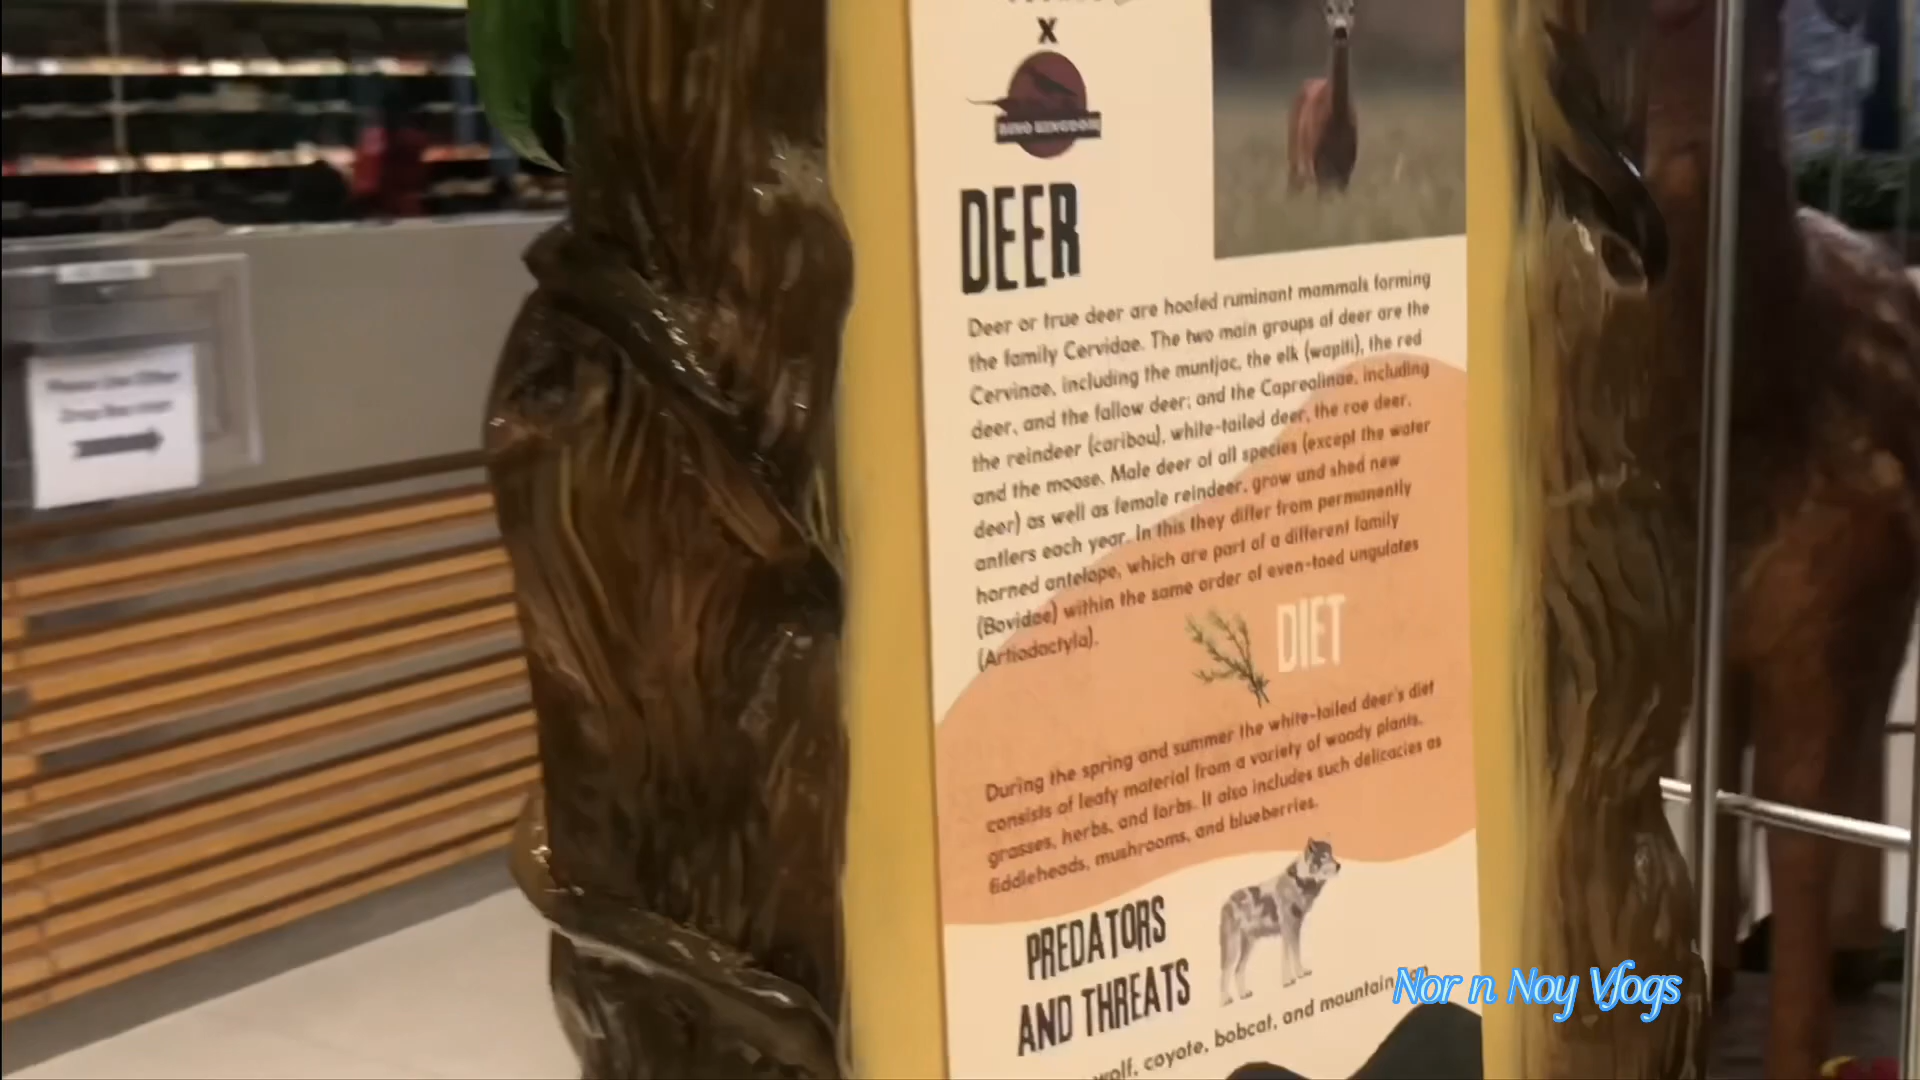 X
DINO KINGDOM
DEER
Deer or true deer are hoofed ruminant mammals forming
the family Cervidae. The two main groups of deer are the
Cervinae, including the muntjac, the elk (wapiti), the red
deer, and the fallow deer; and the Capreolinae, including
the reindeer (caribou), white-tailed deer, the roe deer,
and the moose. Male deer of all species (except the water
deer) as well as female reindeer, grow and shed new
antlers each year. In this they differ from permanently
horned antelope, which are part of a different family
(Bovidae) within the same order of even-toed ungulates
(Artiodactyla).
DIET
During the spring and summer the white-tailed deer's diet
consists of leafy material from a variety of woody plants,
grasses, herbs, and forbs. It also includes such delicacies as
fiddleheads, mushrooms, and blueberries.
PREDATORS
AND THREATS
wolf, coyote, bobcat, and mountain
Nor n Noy Vlogs
Please Use Other